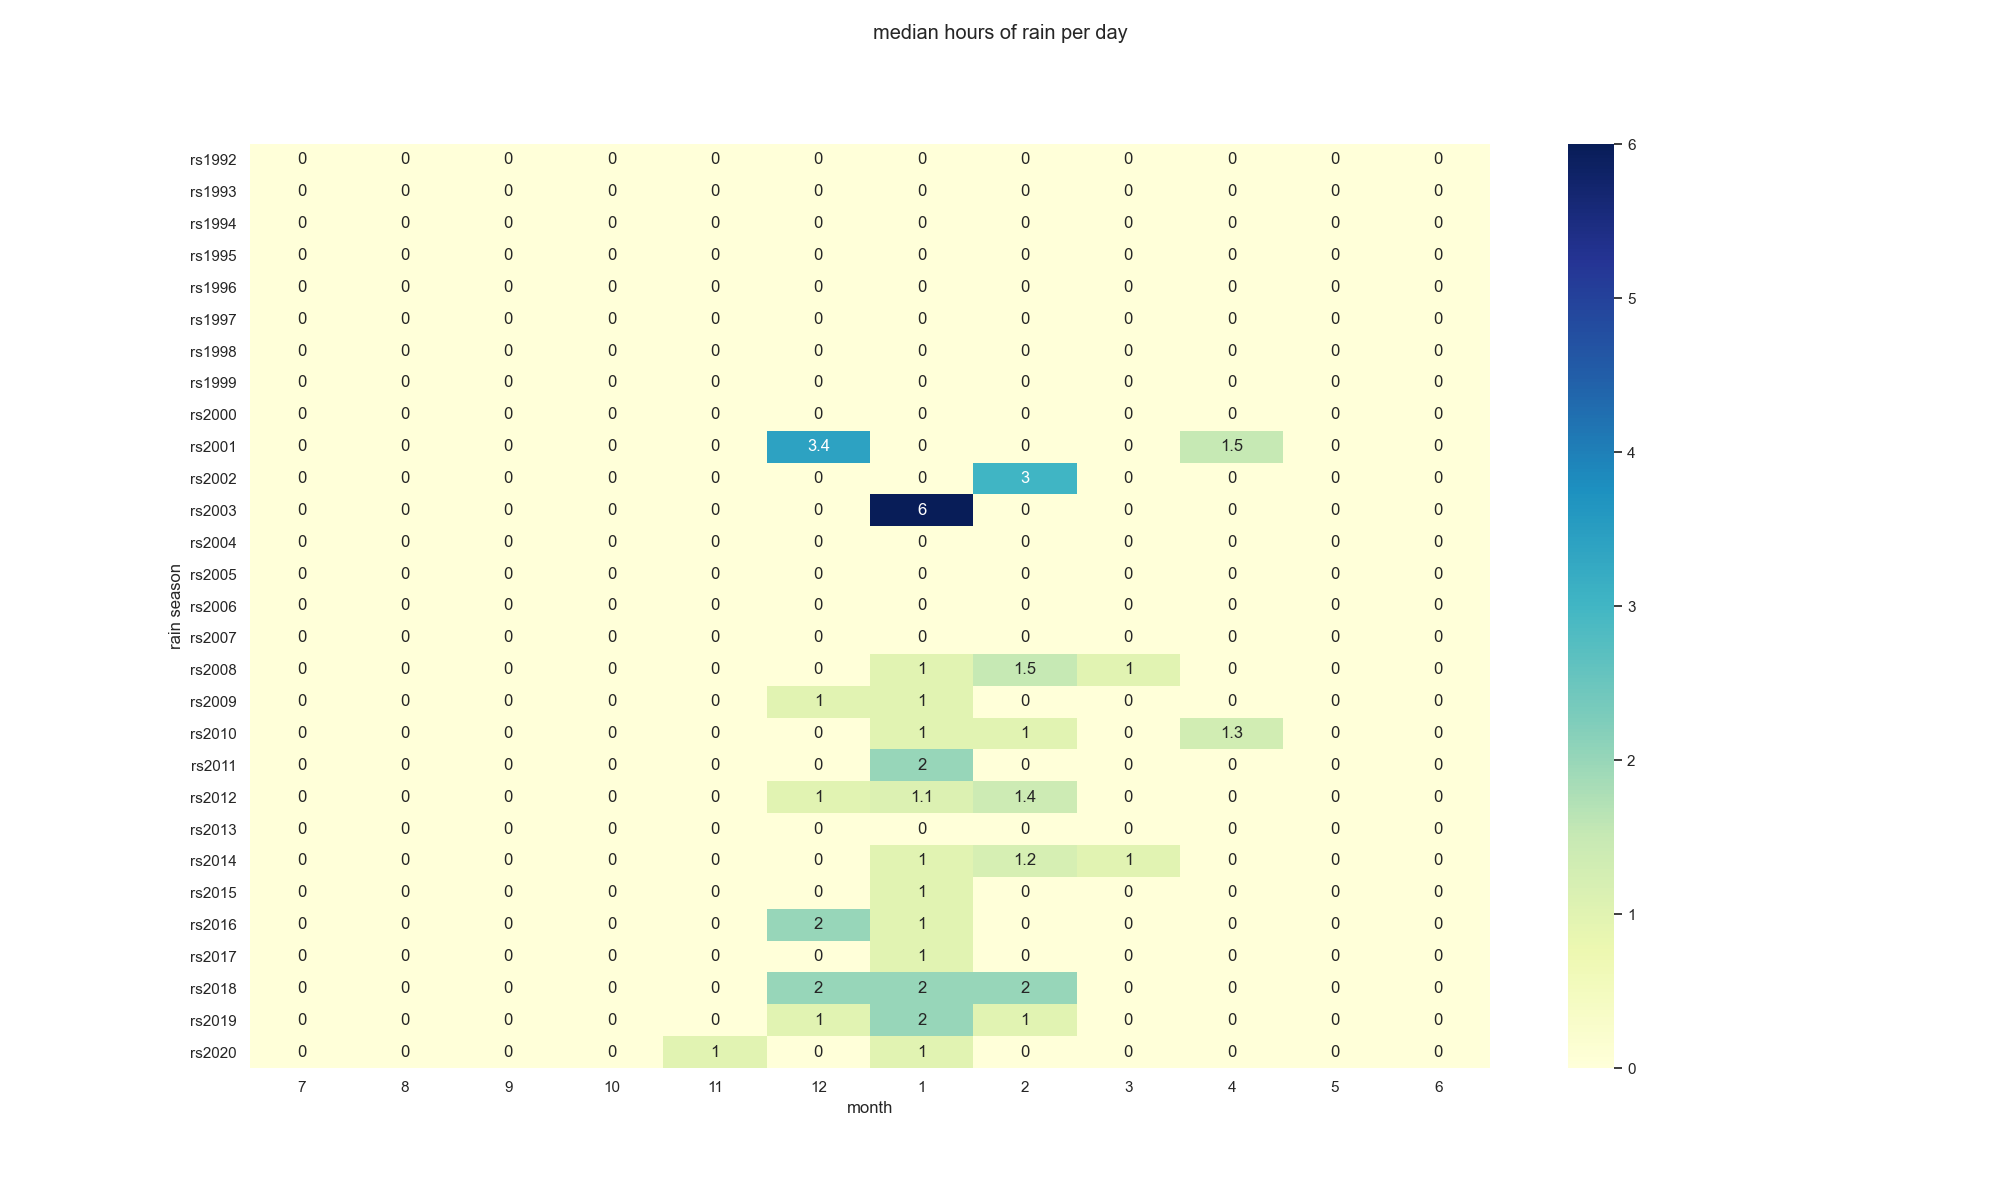 median hours of rain per day
rs1992 0 0 0 0 0 0 0 0 0 0 0 0
rs1993 0 0 0 0 0 0 0 0 0 0 0 0
rs1994 0 0 0 0 0 0 0 0 0 0 0 0
rs1995 0 0 0 0 0 0 0 0 0 0 0 0
rs1996 0 0 0 0 0 0 0 0 0 0 0 0
rs1997 0 0 0 0 0 0 0 0 0 0 0 0
rs1998 0 0 0 0 0 0 0 0 0 0 0 0
rs1999 0 0 0 0 0 0 0 0 0 0 0 0
rs2000 0 0 0 0 0 0 0 0 0 0 0 0
rs2001 0 0 0 0 0 3.4 0 0 0 1.5 0 0
rs2002 0 0 0 0 0 0 0 3 0 0 0 0
rs2003 0 0 0 0 0 0 6 0 0 0 0 0
rs2004 0 0 0 0 0 0 0 0 0 0 0 0
rs2005 0 0 0 0 0 0 0 0 0 0 0 0
rs2006 0 0 0 0 0 0 0 0 0 0 0 0
rs2007 0 0 0 0 0 0 0 0 0 0 0 0
rs2008 0 0 0 0 0 0 1 1.5 1 0 0 0
rs2009 0 0 0 0 0 1 1 0 0 0 0 0
rs2010 0 0 0 0 0 0 1 1 0 1.3 0 0
rs2011 0 0 0 0 0 0 2 0 0 0 0 0
rs2012 0 0 0 0 0 1 1.1 1.4 0 0 0 0
rs2013 0 0 0 0 0 0 0 0 0 0 0 0
rs2014 0 0 0 0 0 0 1 1.2 1 0 0 0
rs2015 0 0 0 0 0 0 1 0 0 0 0 0
rs2016 0 0 0 0 0 2 1 0 0 0 0 0
rs2017 0 0 0 0 0 0 1 0 0 0 0 0
rs2018 0 0 0 0 0 2 2 2 0 0 0 0
rs2019 0 0 0 0 0 1 2 1 0 0 0 0
rs2020 0 0 0 0 1 0 1 0 0 0 0 0
7 8 9 10 11 12 1 2 3 4 5 6
month
rain season
6
5
4
3
2
1
0